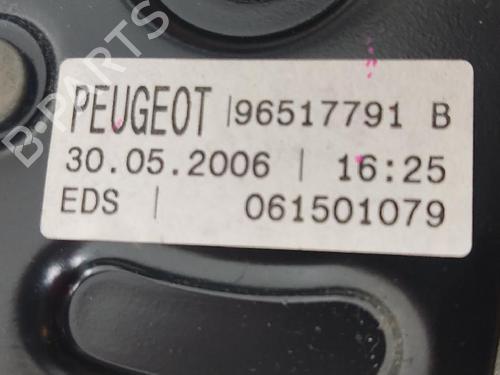 B-PARTS
PEUGEOT |96517791 B
30.05.2006 | 16:25
EDS | 061501079